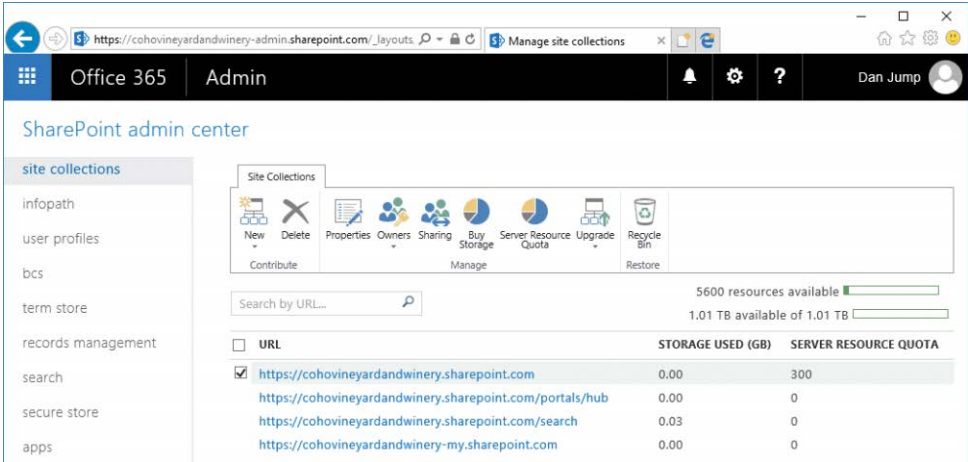 https://cohovineyardandwinery-admin.sharepoint.com/_layouts, Manage site collections
Office 365 Admin ? Dan Jump
SharePoint admin center
site collections
infopath
user profiles
bcs
term store
records management
search
secure store
apps
Site Collections
New Delete Properties Owners Sharing Buy Storage Server Resource Quota Upgrade Recycle Bin
Contribute Manage Restore
Search by URL... 5600 resources available
1.01 TB available of 1.01 TB
URL STORAGE USED (GB) SERVER RESOURCE QUOTA
https://cohovineyardandwinery.sharepoint.com 0.00 300
https://cohovineyardandwinery.sharepoint.com/portals/hub 0.00 0
https://cohovineyardandwinery.sharepoint.com/search 0.03 0
https://cohovineyardandwinery-my.sharepoint.com 0.00 0